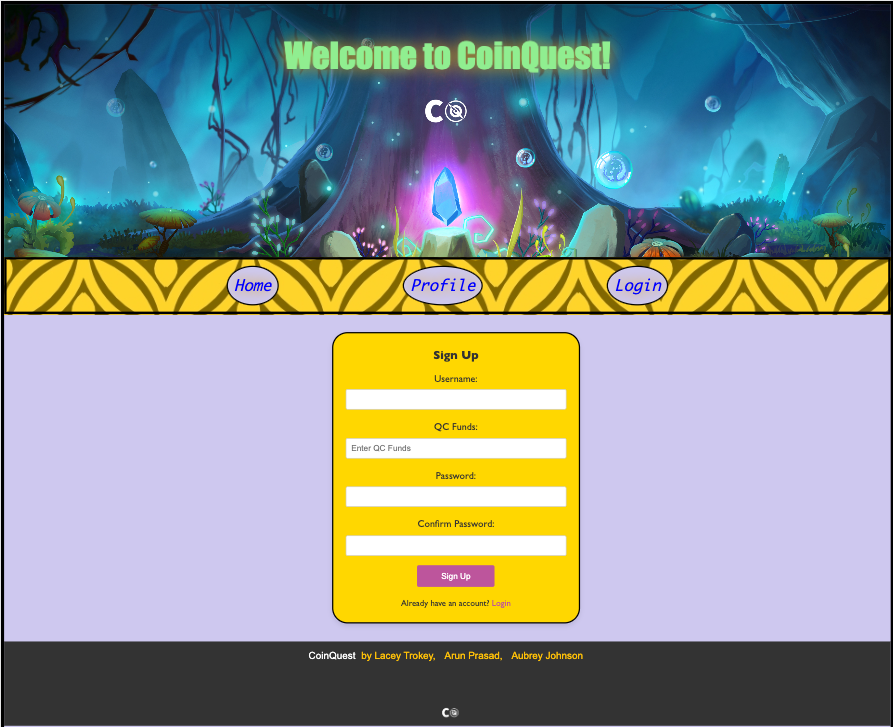 Welcome to CoinQuest!
Home Profile Login
Sign Up
Username:
QC Funds:
Enter QC Funds
Password:
Confirm Password:
Sign Up
Already have an account? Login
CoinQuest by Lacey Trokey, Arun Prasad, Aubrey Johnson